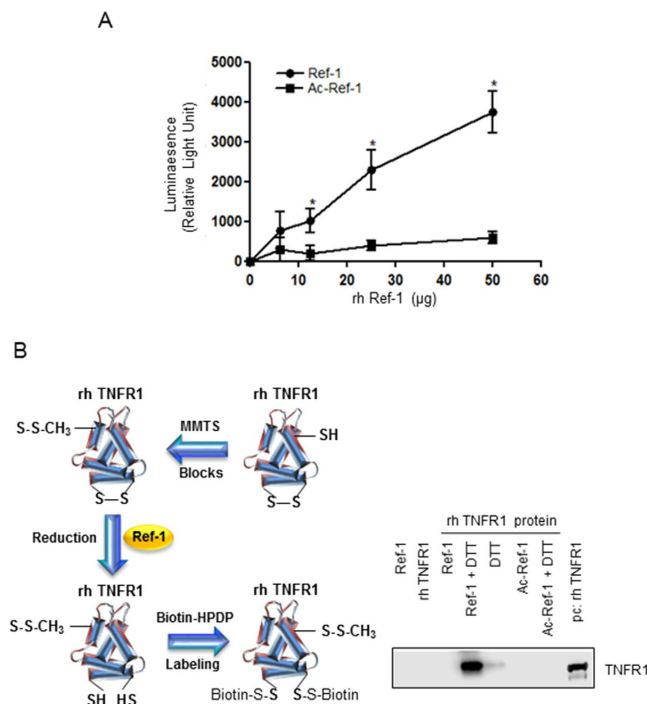 A
Luminaesence
(Relative Light Unit)
5000
4000
3000
2000
1000
0
Ref-1
Ac-Ref-1
*
*
*
0
10
20
30
40
50
60
rh Ref-1 (μg)
B
rh TNFR1
S-S-CH3
S—S
MMTS
Blocks
rh TNFR1
SH
S—S
Reduction
Ref-1
rh TNFR1
S-S-CH3
SH HS
Biotin-HPDP
Labeling
rh TNFR1
S-S-CH3
Biotin-S-S S-S-Biotin
rh TNFR1 protein
Ref-1
rh TNFR1
Ref-1
Ref-1 + DTT
DTT
Ac-Ref-1
Ac-Ref-1 + DTT
pc: rh TNFR1
TNFR1